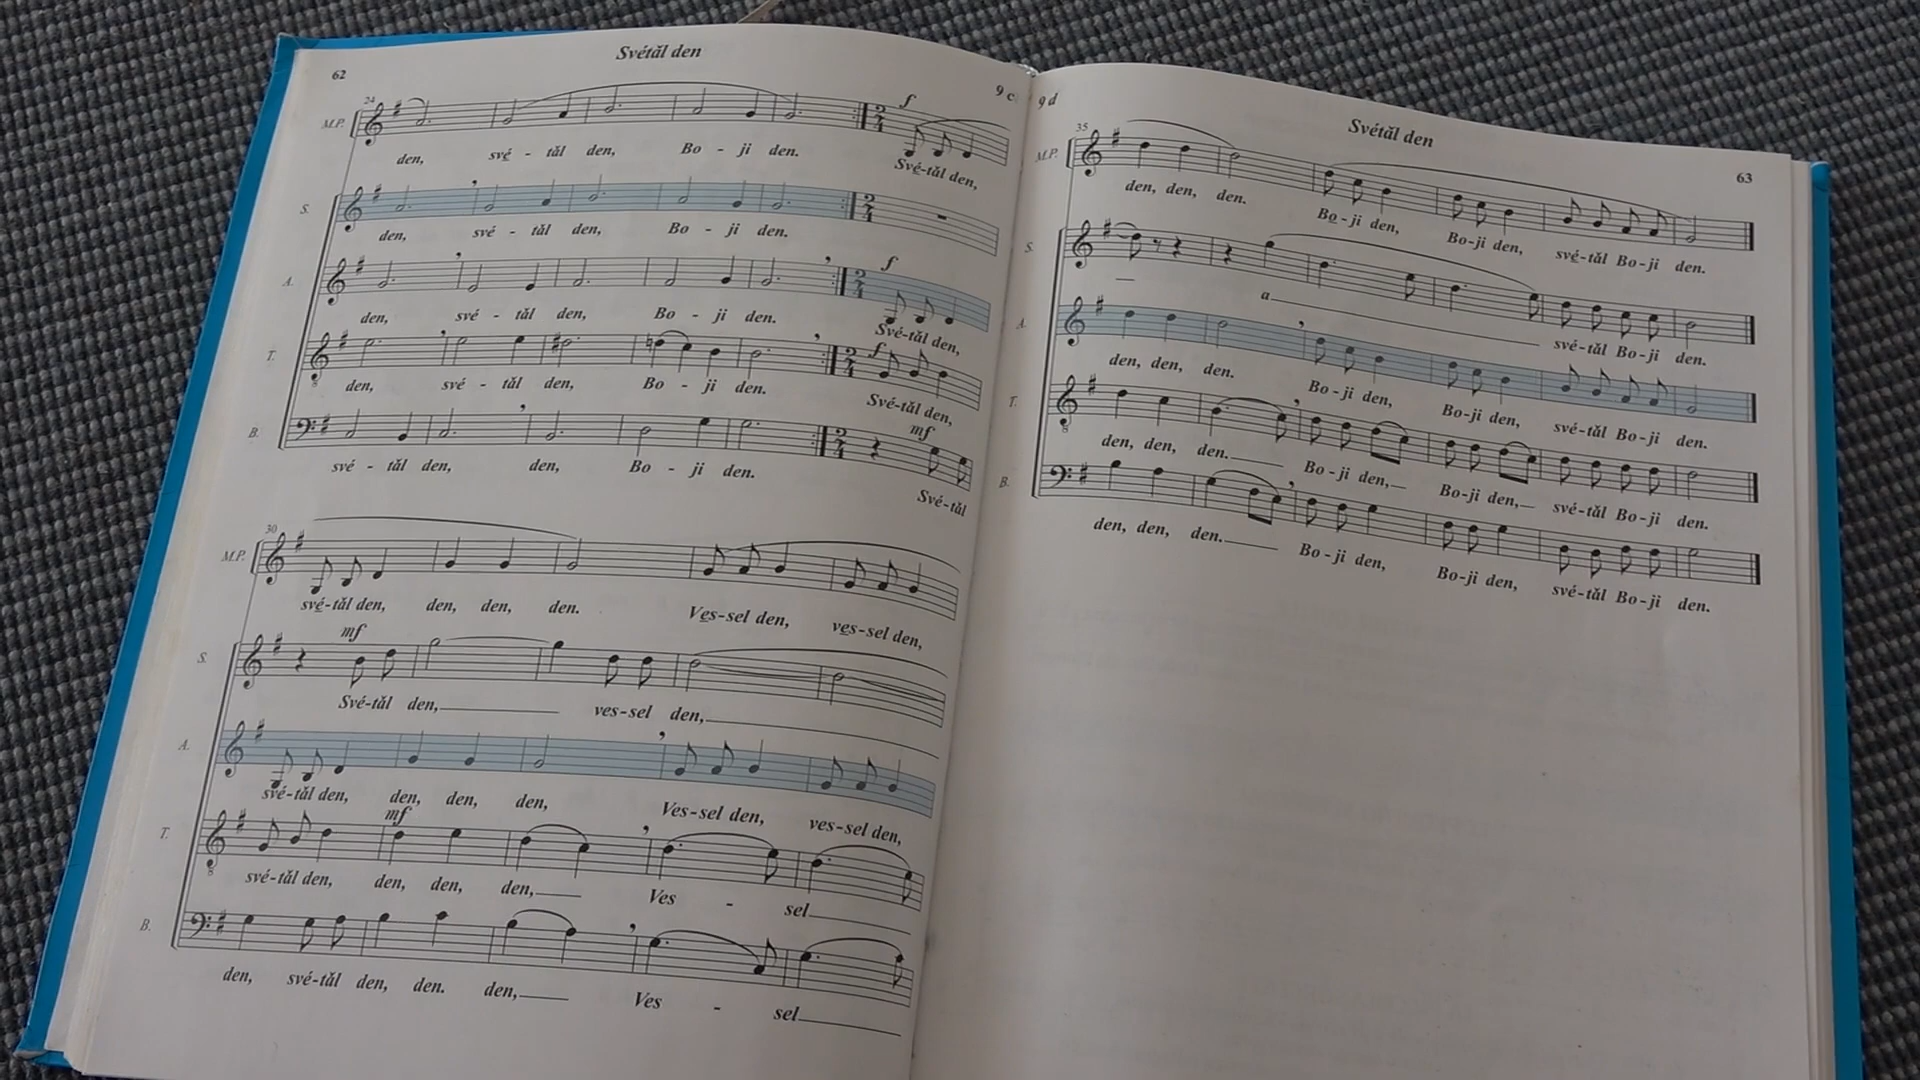 62
Svétăl den
9 c
24
M.P.
f
den, své - tăl den, Bo - ji den. Své-tăl den,
S.
den, své - tăl den, Bo - ji den.
A.
f
den, své - tăl den, Bo - ji den. Své-tăl den,
T.
f
den, své - tăl den, Bo - ji den. Své-tăl den,
B.
mf
své - tăl den, den, Bo - ji den. Své-tăl
30
M.P.
své-tăl den, den, den, den. Ves-sel den, ves-sel den,
S.
mf
Své-tăl den, ves-sel den,
A.
své-tăl den, den, den, den, Ves-sel den, ves-sel den,
T.
mf
své-tăl den, den, den, den, Ves - sel
B.
den, své-tăl den, den. den, Ves - sel
9 d
Svétăl den
63
35
M.P.
den, den, den. Bo-ji den, Bo-ji den, své-tăl Bo-ji den.
S.
a své-tăl Bo-ji den.
A.
den, den, den. Bo-ji den, Bo-ji den, své-tăl Bo-ji den.
T.
den, den, den. Bo-ji den, Bo-ji den, své-tăl Bo-ji den.
B.
den, den, den. Bo-ji den, Bo-ji den, své-tăl Bo-ji den.